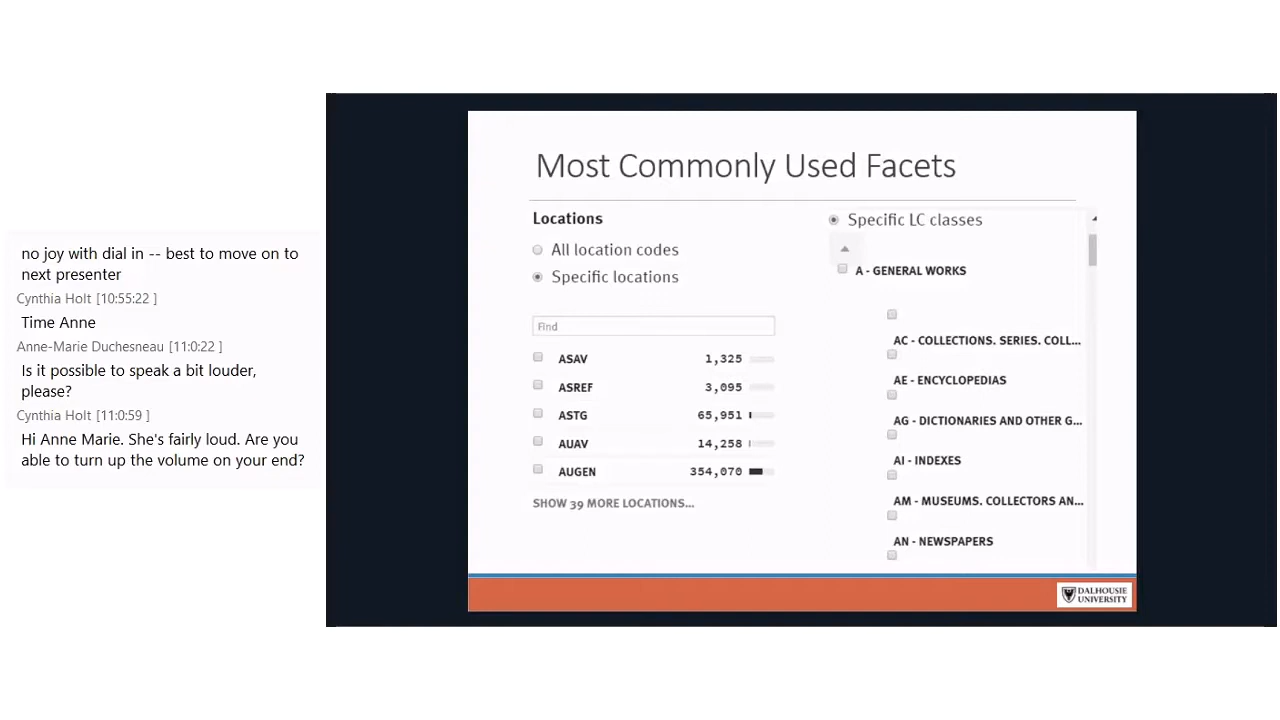 no joy with dial in -- best to move on to
next presenter
Cynthia Holt [10:55:22 ]
Time Anne
Anne-Marie Duchesneau [11:0:22 ]
Is it possible to speak a bit louder,
please?
Cynthia Holt [11:0:59 ]
Hi Anne Marie. She's fairly loud. Are you
able to turn up the volume on your end?
Most Commonly Used Facets
Locations
All location codes
Specific locations
Find
ASAV 1,325
ASREF 3,095
ASTG 65,951
AUAV 14,258
AUGEN 354,070
SHOW 39 MORE LOCATIONS...
Specific LC classes
A - GENERAL WORKS
AC - COLLECTIONS. SERIES. COLL...
AE - ENCYCLOPEDIAS
AG - DICTIONARIES AND OTHER G...
AI - INDEXES
AM - MUSEUMS. COLLECTORS AN...
AN - NEWSPAPERS
DALHOUSIE
UNIVERSITY